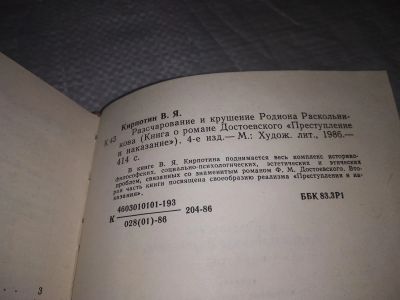 Кирпотин В. Я.
К 43 Разочарование и крушение Родиона Раскольни-
кова (Книга о романе Достоевского «Преступление
и наказание»). 4-е изд.— М.: Худож. лит., 1986.—
414 с.
В книге В. Я. Кирпотина поднимается весь комплекс историко-
философских, социально-психологических, эстетических и этических
проблем, связанных со знаменитым романом Ф. М. Достоевского. Вто-
рая часть книги посвящена своеобразию реализма «Преступления и на-
казания».
К 4603010101-193
028(01)-86 204-86
ББК 83.3Р1
3